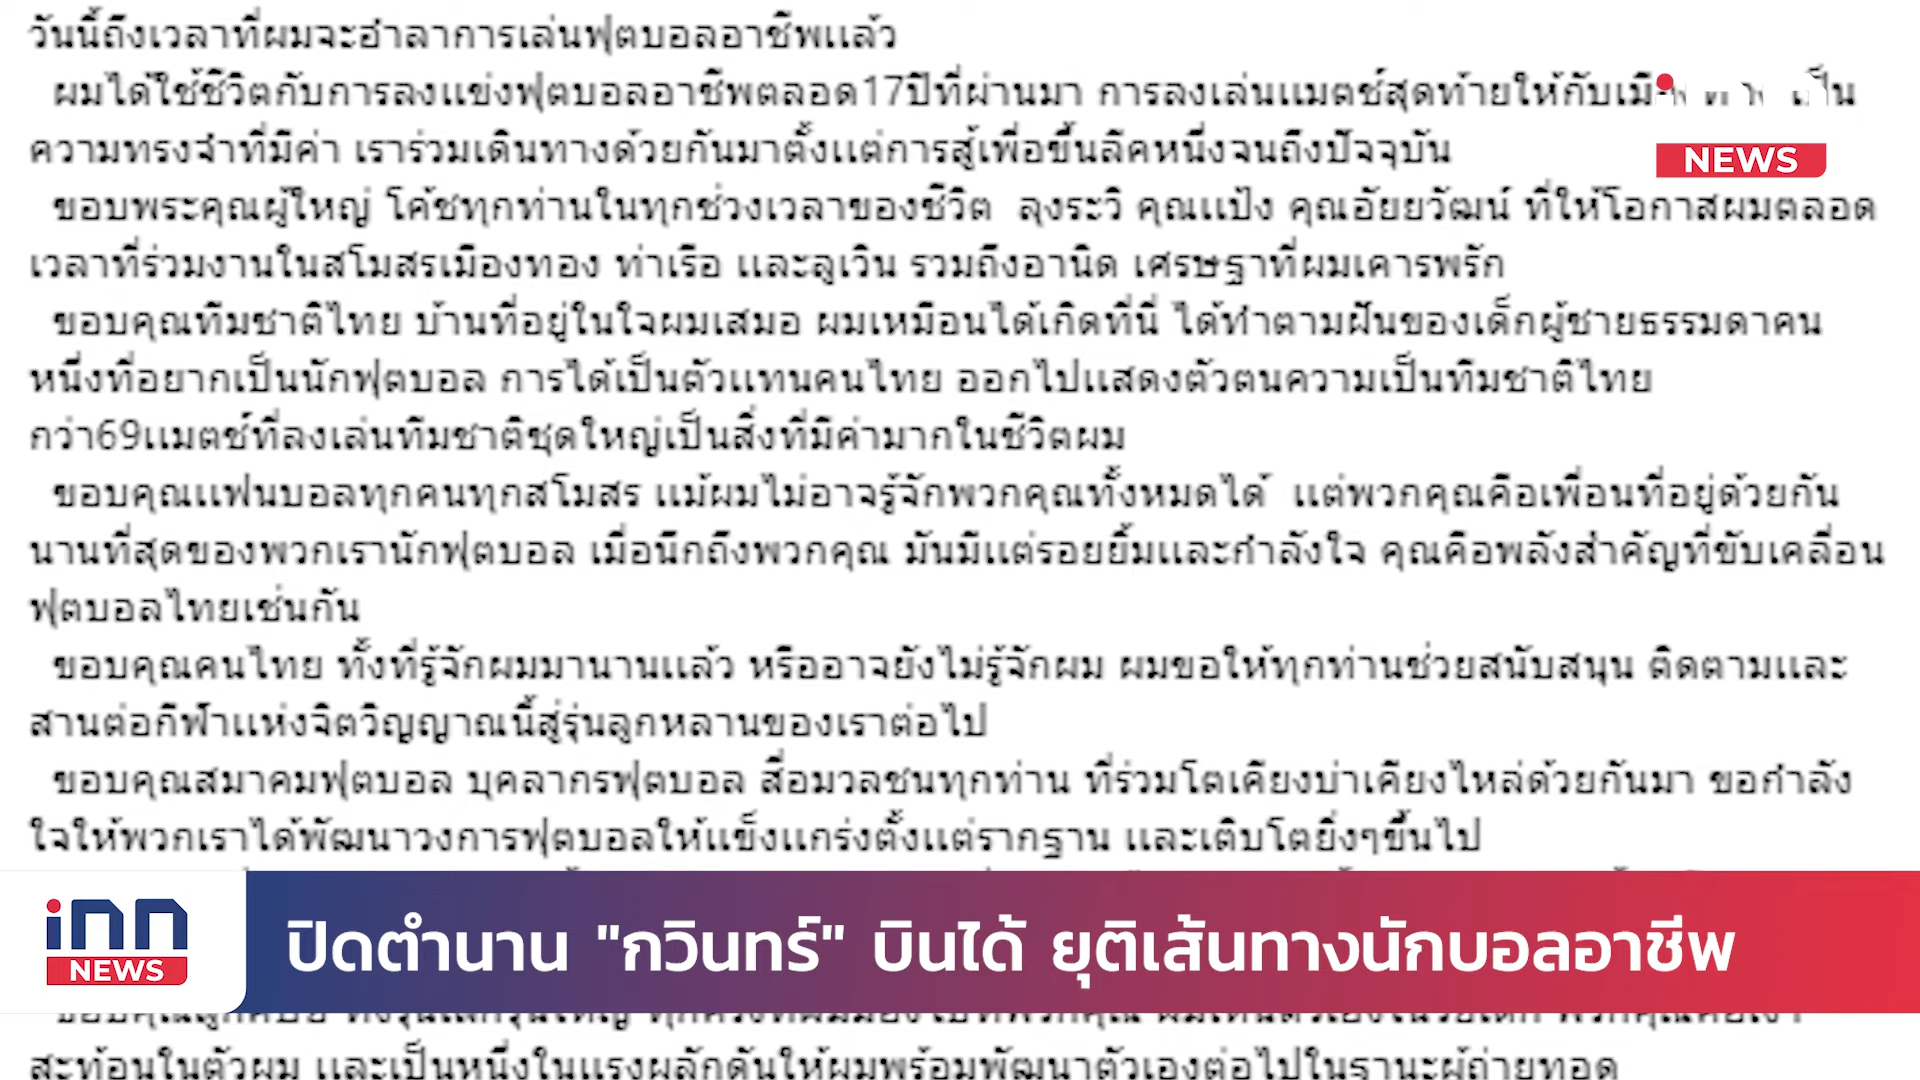 วันนี้ถึงเวลาที่ผมจะอำลาการเล่นฟุตบอลอาชีพแล้ว
ผมได้ใช้ชีวิตกับการลงแข่งฟุตบอลอาชีพตลอด17ปีที่ผ่านมา การลงเล่นแมตช์สุดท้ายให้กับเมืองทอง เป็น
ความทรงจำที่มีค่า เราร่วมเดินทางด้วยกันมาตั้งแต่การสู้เพื่อขึ้นลีคหนึ่งจนถึงปัจจุบัน
NEWS
ขอบพระคุณผู้ใหญ่ โค้ชทุกท่านในทุกช่วงเวลาของชีวิต ลุงระวิ คุณแป้ง คุณอัยยวัฒน์ ที่ให้โอกาสผมตลอด
เวลาที่ร่วมงานในสโมสรเมืองทอง ท่าเรือ และลูเวิน รวมถึงอานิด เศรษฐาที่ผมเคารพรัก
ขอบคุณทีมชาติไทย บ้านที่อยู่ในใจผมเสมอ ผมเหมือนได้เกิดที่นี่ ได้ทำตามฝันของเด็กผู้ชายธรรมดาคน
หนึ่งที่อยากเป็นนักฟุตบอล การได้เป็นตัวแทนคนไทย ออกไปแสดงตัวตนความเป็นทีมชาติไทย
กว่า69แมตช์ที่ลงเล่นทีมชาติชุดใหญ่เป็นสิ่งที่มีค่ามากในชีวิตผม
ขอบคุณแฟนบอลทุกคนทุกสโมสร แม้ผมไม่อาจรู้จักพวกคุณทั้งหมดได้ แต่พวกคุณคือเพื่อนที่อยู่ด้วยกัน
นานที่สุดของพวกเรานักฟุตบอล เมื่อนึกถึงพวกคุณ มันมีแต่รอยยิ้มและกำลังใจ คุณคือพลังสำคัญที่ขับเคลื่อน
ฟุตบอลไทยเช่นกัน
ขอบคุณคนไทย ทั้งที่รู้จักผมมานานแล้ว หรืออาจยังไม่รู้จักผม ผมขอให้ทุกท่านช่วยสนับสนุน ติดตามและ
สานต่อกีฬาแห่งจิตวิญญาณนี้สู่รุ่นลูกหลานของเราต่อไป
ขอบคุณสมาคมฟุตบอล บุคลากรฟุตบอล สื่อมวลชนทุกท่าน ที่ร่วมโตเคียงบ่าเคียงไหล่ด้วยกันมา ขอกำลัง
ใจให้พวกเราได้พัฒนาวงการฟุตบอลให้แข็งแกร่งตั้งแต่รากฐาน และเติบโตยิ่งๆขึ้นไป
inn
NEWS
ปิดตำนาน "กวินทร์" บินได้ ยุติเส้นทางนักบอลอาชีพ
สะท้อนในตัวผม และเป็นหนึ่งในแรงผลักดันให้ผมพร้อมพัฒนาตัวเองต่อไปในฐานะผู้ถ่ายทอด